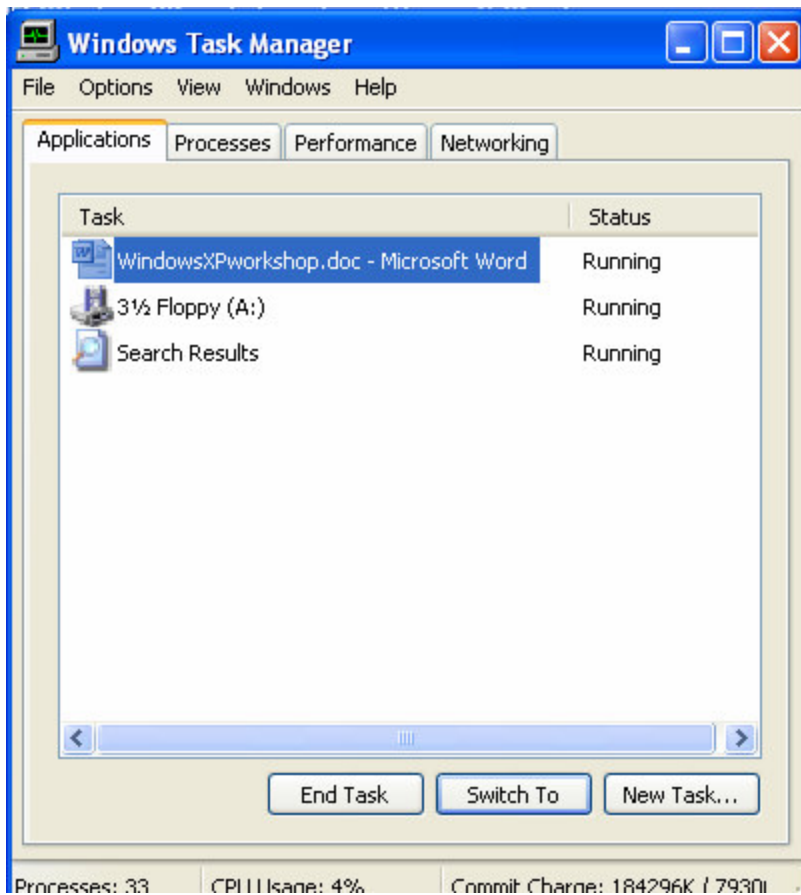 Windows Task Manager
File Options View Windows Help
Applications Processes Performance Networking
Task Status
WindowsXPworkshop.doc - Microsoft Word Running
3½ Floppy (A:) Running
Search Results Running
End Task Switch To New Task...
Processes: 33 CPU Usage: 4% Commit Charge: 184296K /